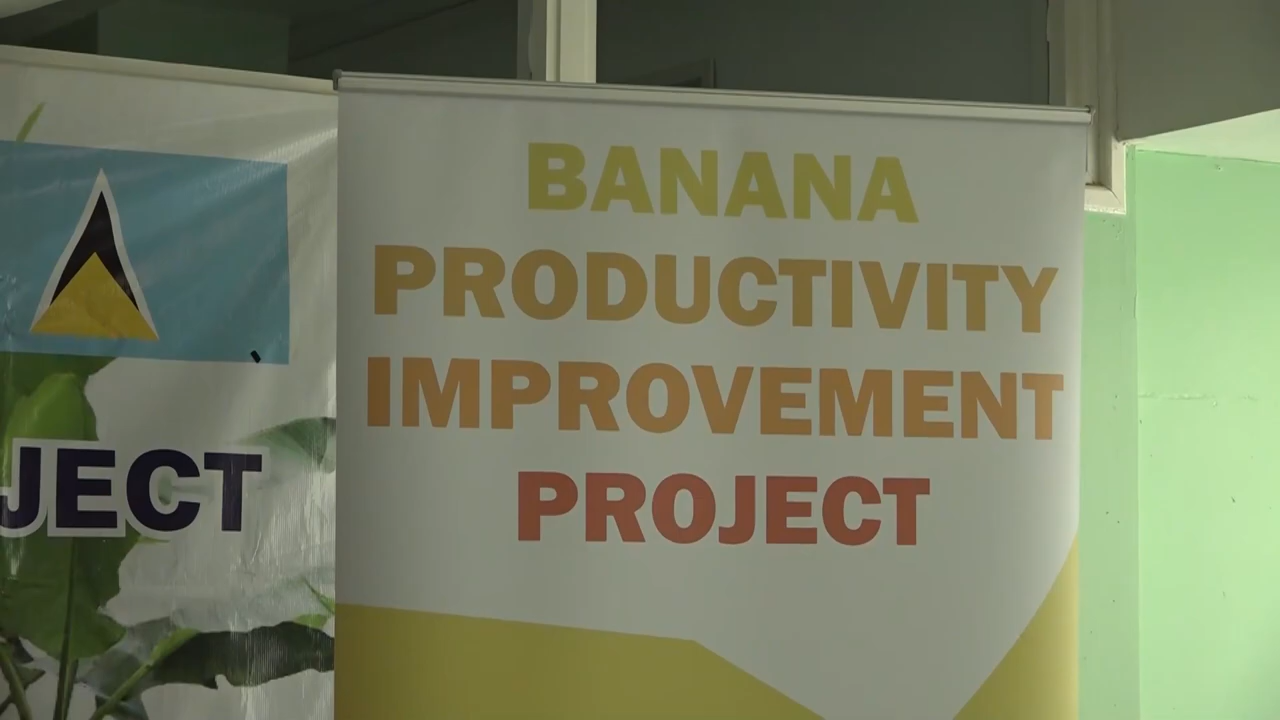 JECT
BANANA
PRODUCTIVITY
IMPROVEMENT
PROJECT